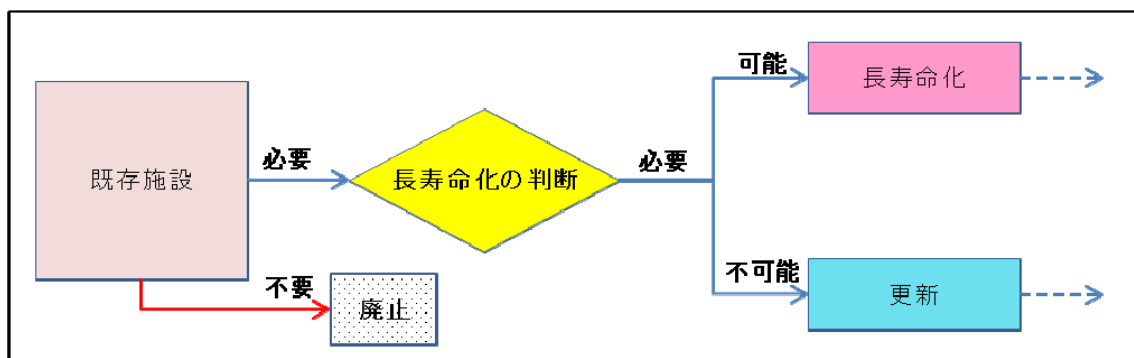 可能
長寿命化
必要
必要
既存施設
長寿命化の判断
不要
不可能
廃止
更新